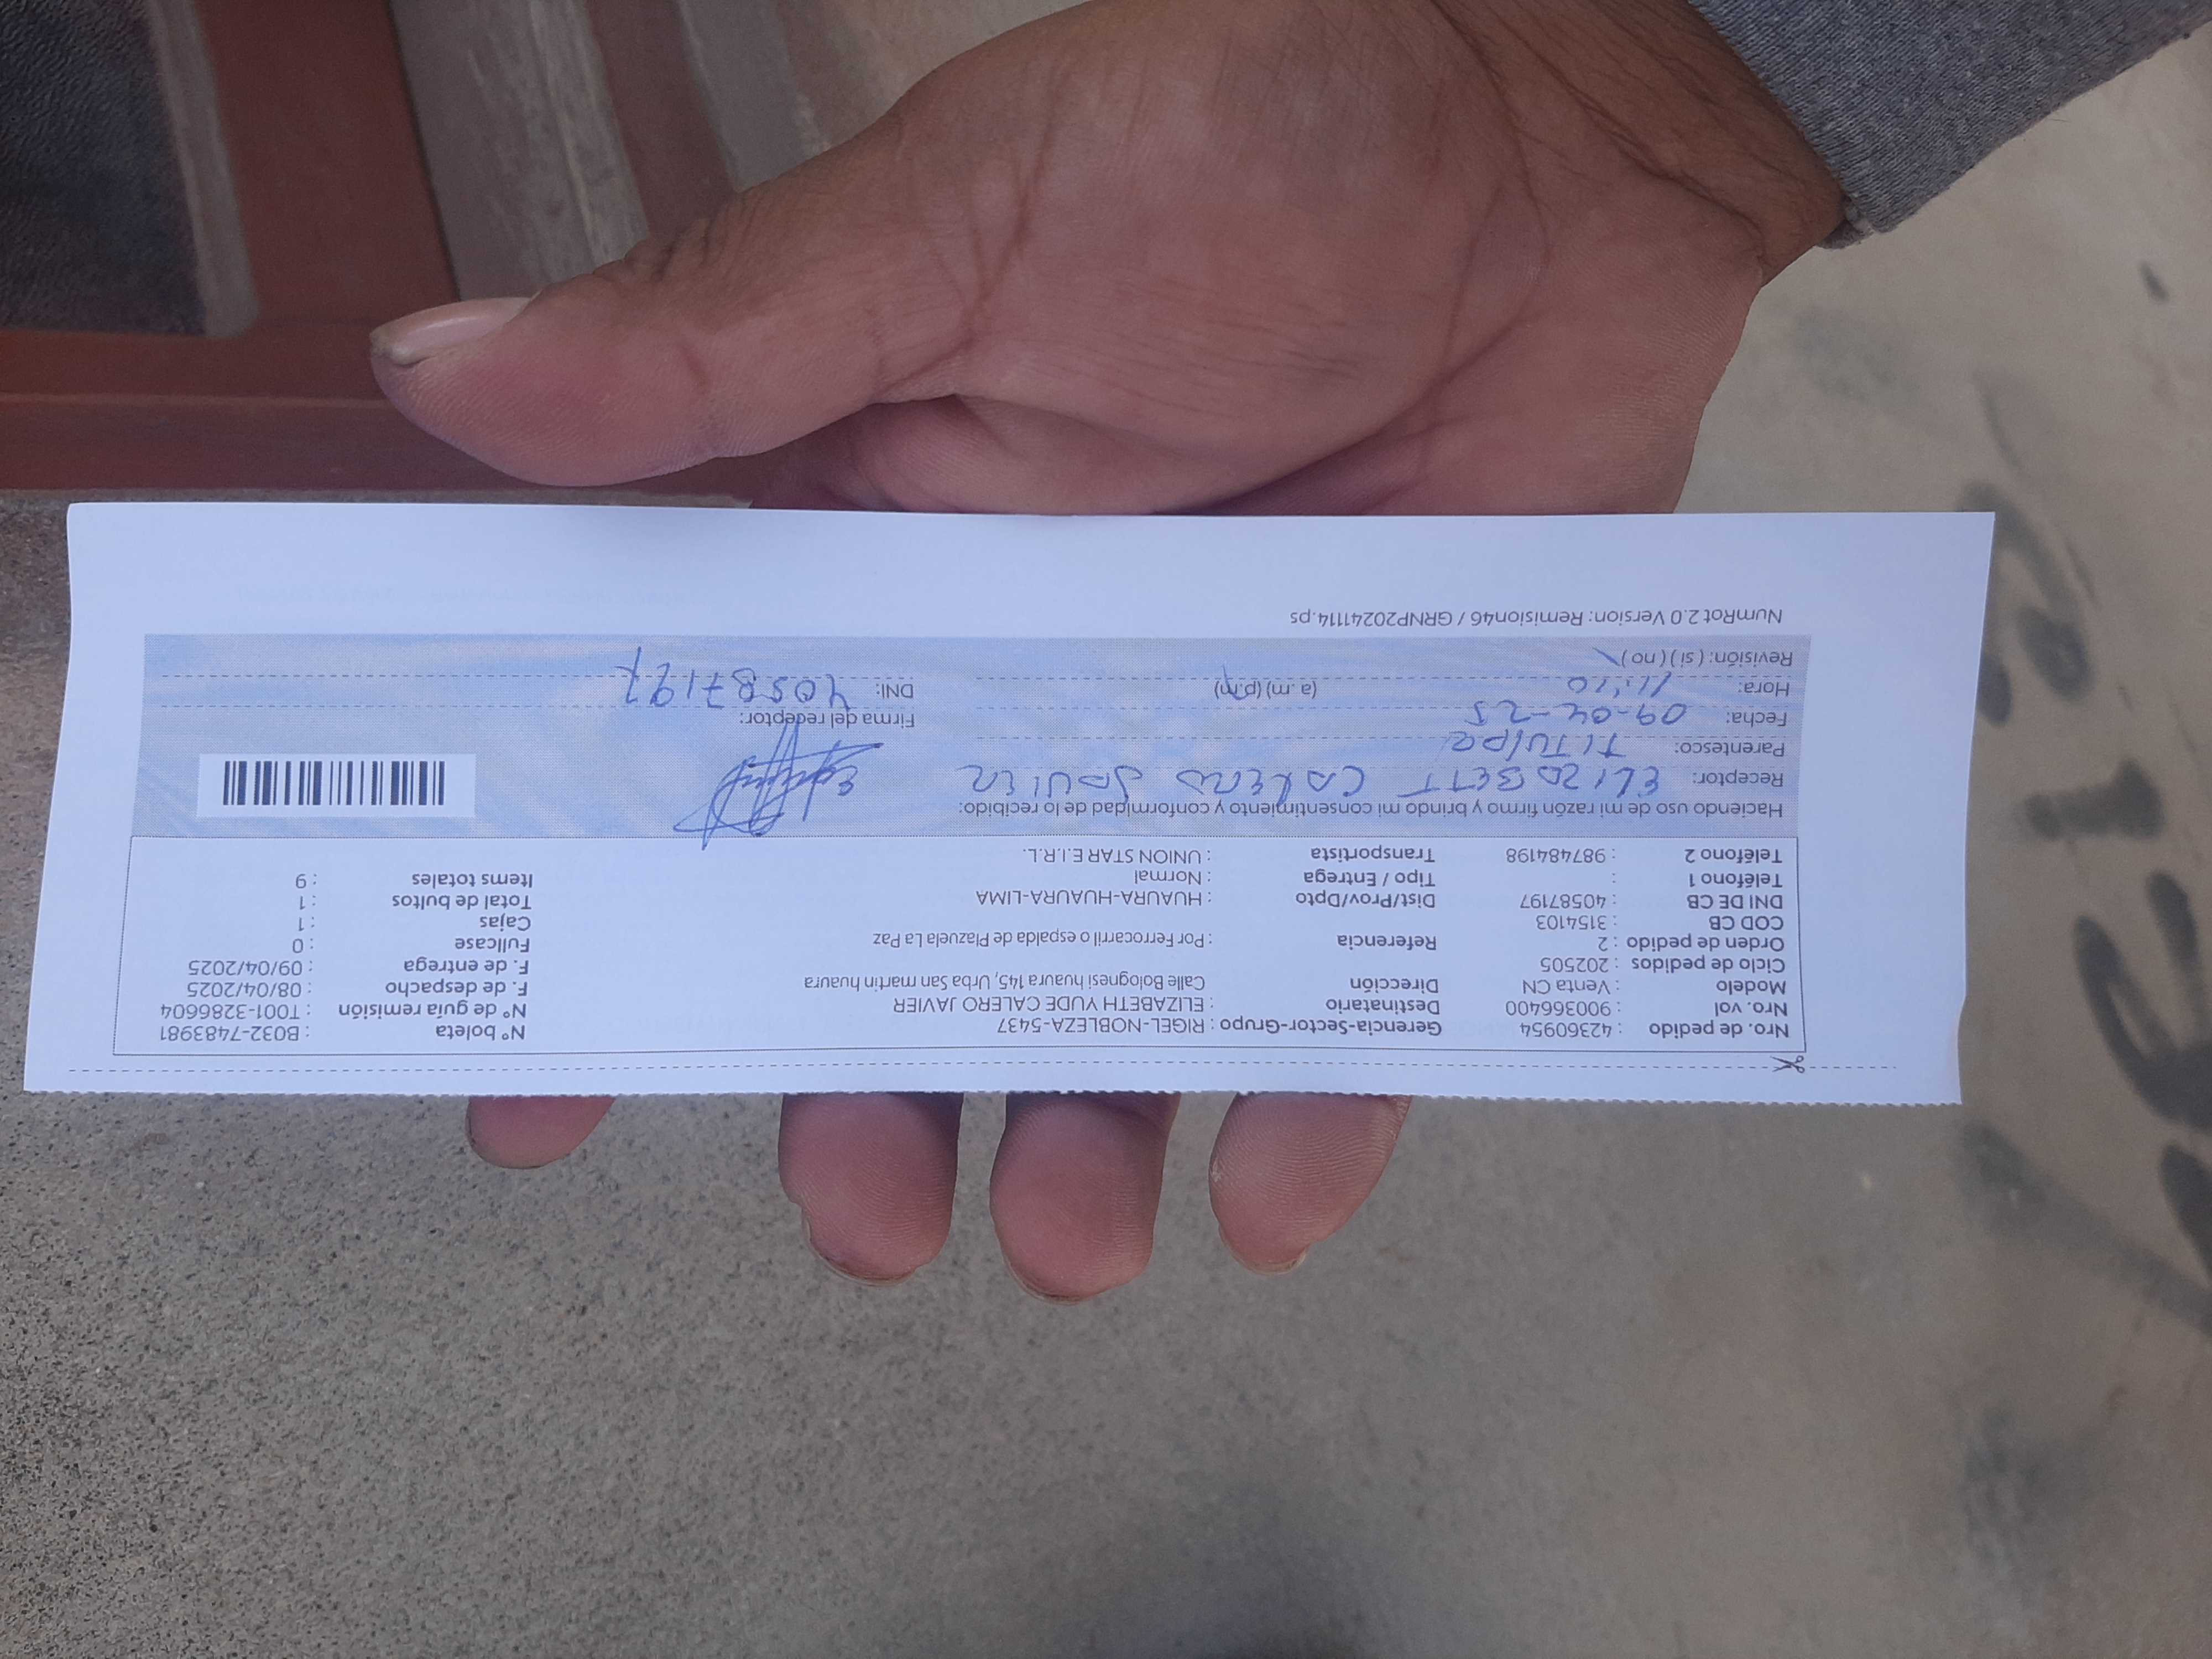 Nro. de pedido : 42360954 Gerencia-Sector-Grupo : RIGEL-NOBLEZA-5437 N° boleta : B032-7483981
Nro. vol : 900366400 Destinatario : ELIZABETH YUDE CALERO JAVIER N° de guía remisión : T001-3286604
Modelo : Venta CN Dirección Calle Bolognesi huaura 145, Urba San martin huaura F. de despacho : 08/04/2025
Ciclo de pedidos : 202505 F. de entrega : 09/04/2025
Orden de pedido : 2 Referencia : Por Ferrocarril o espalda de Plazuela La Paz Fullcase : 0
COD CB : 3154103 Cajas : 1
DNI DE CB : 40587197 Dist/Prov/Dpto : HUAURA-HUAURA-LIMA Total de bultos : 1
Teléfono 1 : Tipo / Entrega : Normal Items totales : 9
Teléfono 2 : 987484198 Transportista : UNION STAR E.I.R.L.
Haciendo uso de mi razón firmo y brindo mi consentimiento y conformidad de lo recibido:
Receptor: ELIZABETT CALERO JAVIER
Parentesco:
Fecha: 09-04-25 Firma del receptor:
Hora: 11:40 (a. m) (p.m) DNI: 40587197
Revisión: ( si ) ( no )
NumRot 2.0 Version: Remision46 / GRNP20241114.ps